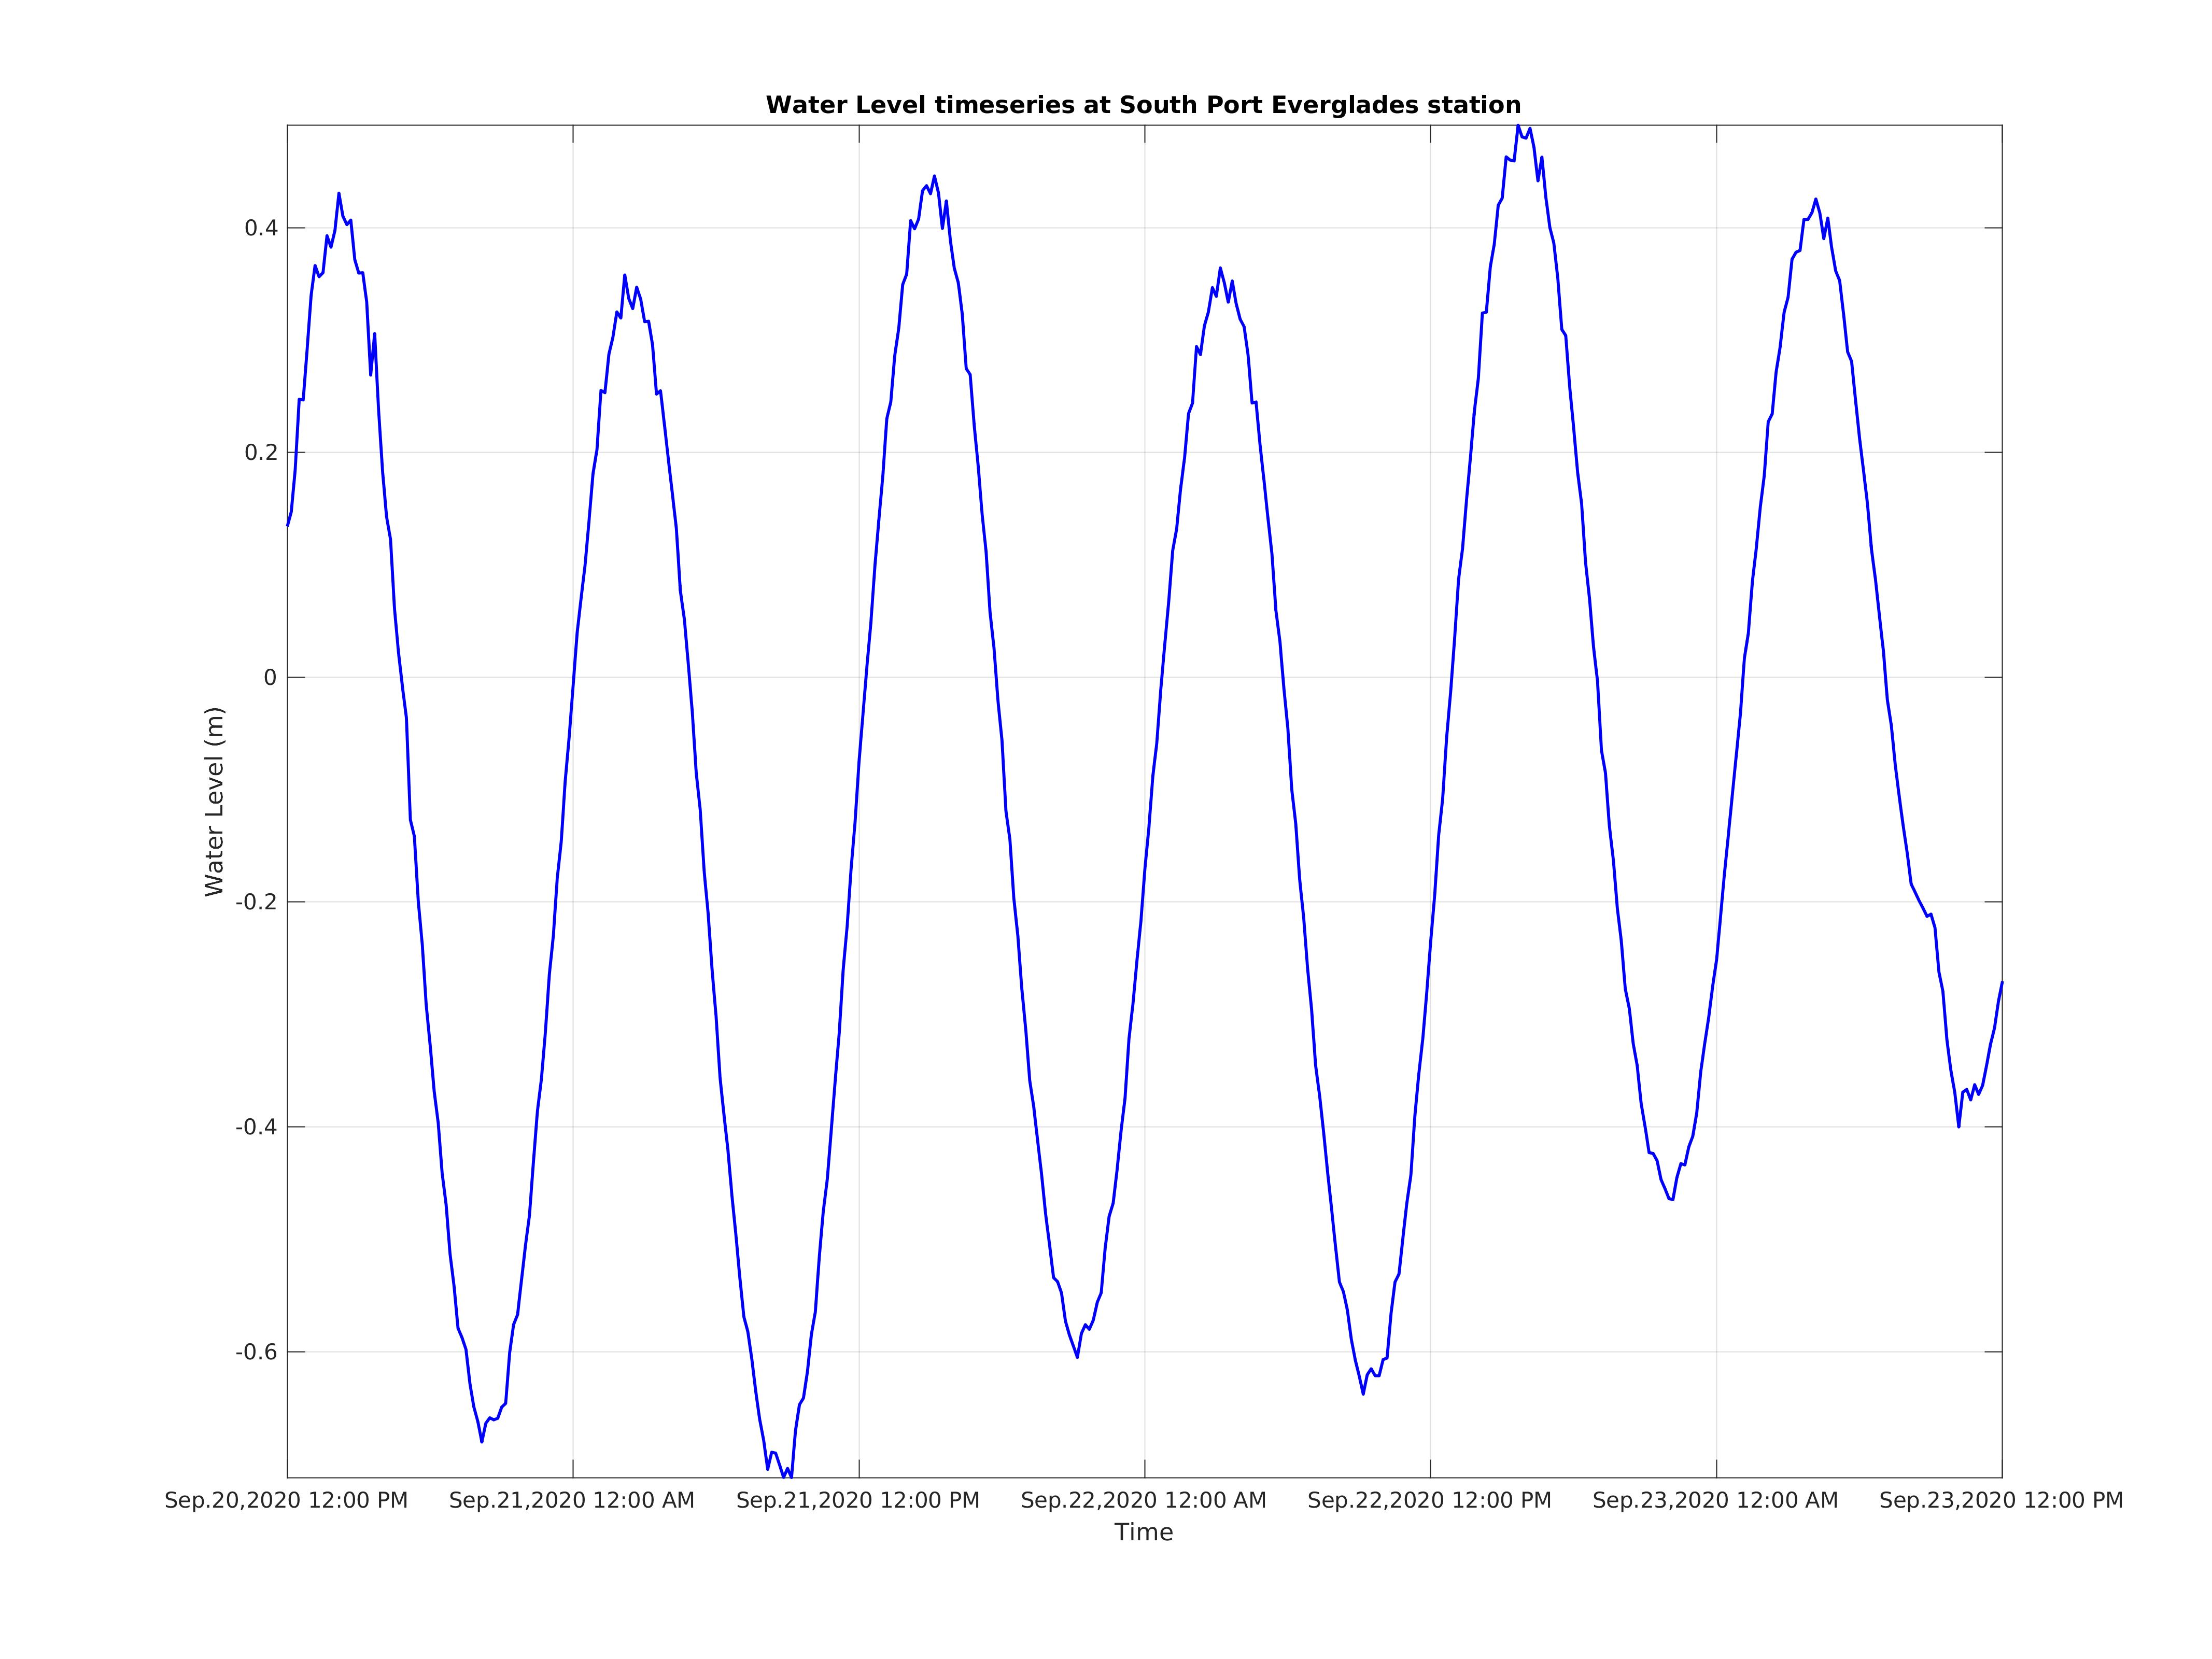 Water Level timeseries at South Port Everglades station
Water Level (m)
0.4
0.2
0
-0.2
-0.4
-0.6
Sep.20,2020 12:00 PM Sep.21,2020 12:00 AM Sep.21,2020 12:00 PM Sep.22,2020 12:00 AM Sep.22,2020 12:00 PM Sep.23,2020 12:00 AM Sep.23,2020 12:00 PM
Time